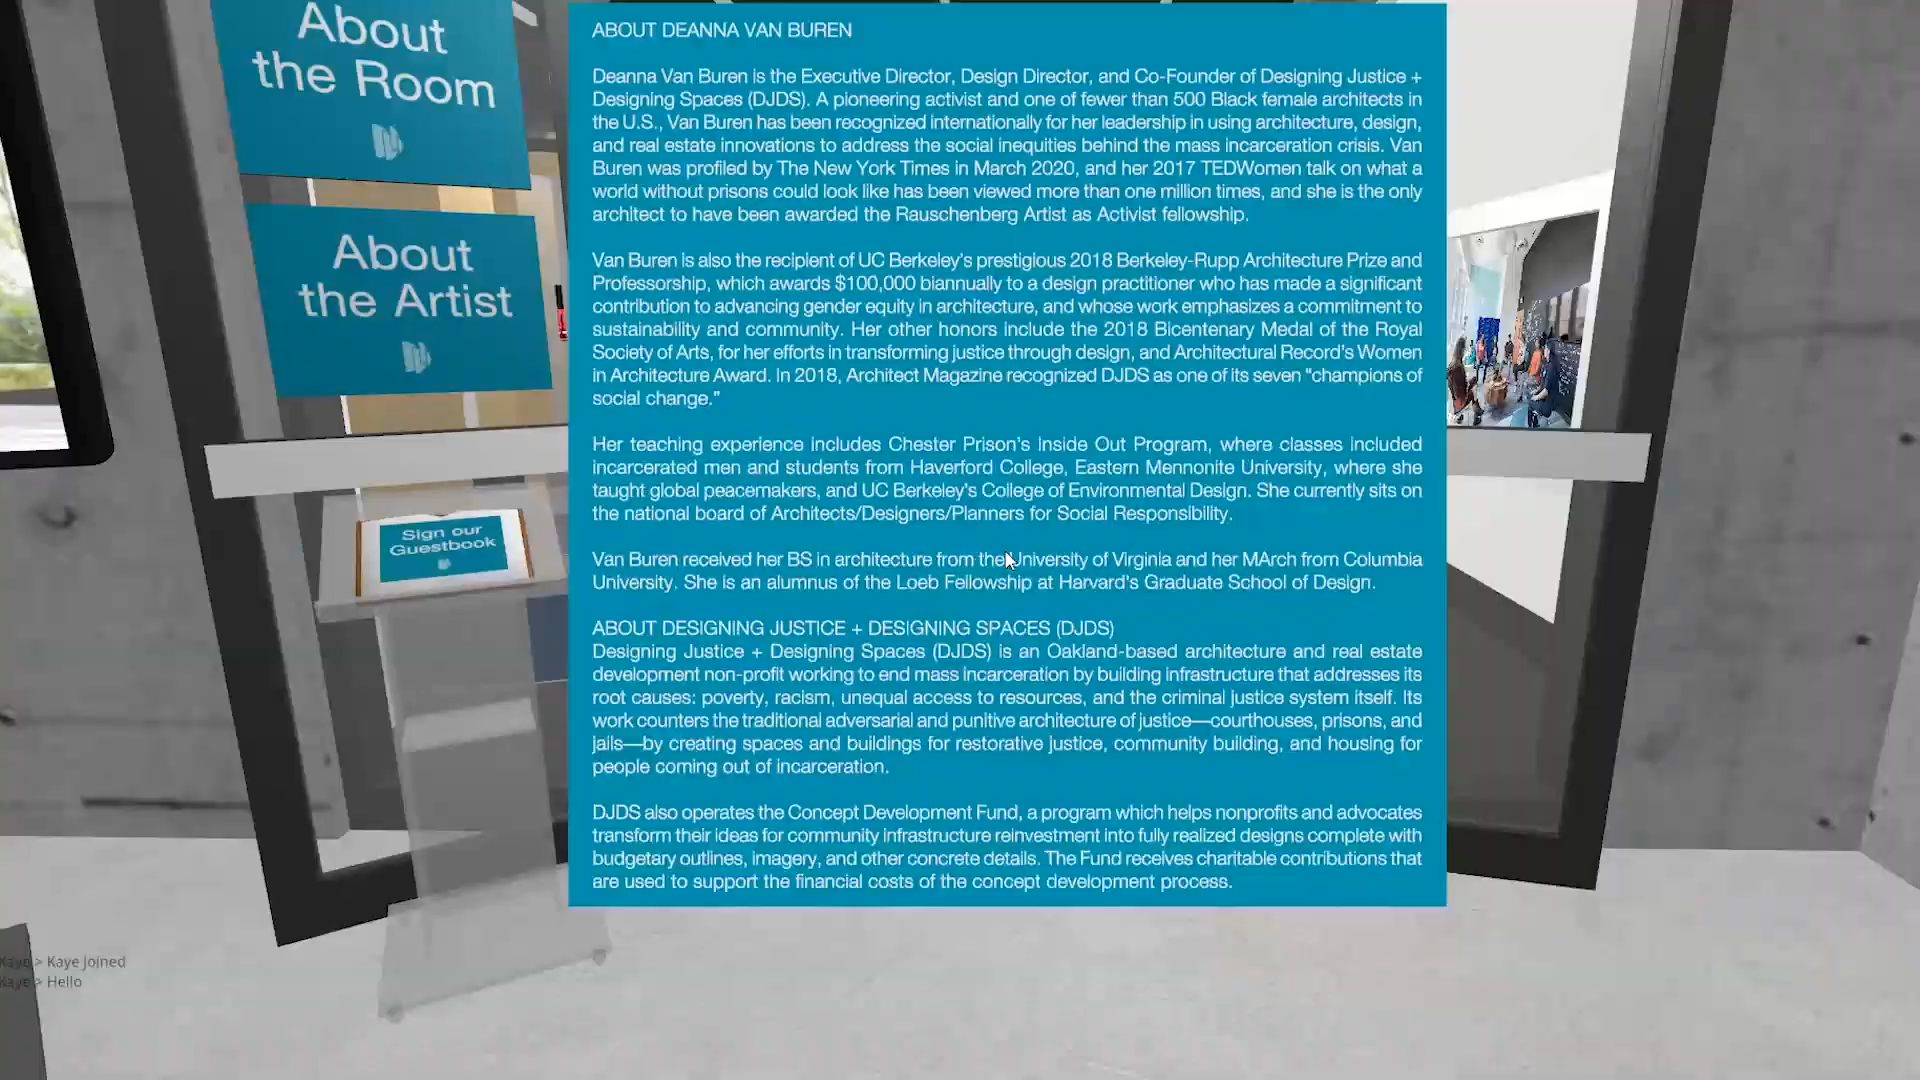 About
the Room
About
the Artist
Sign our
Guestbook
ABOUT DEANNA VAN BUREN
Deanna Van Buren is the Executive Director, Design Director, and Co-Founder of Designing Justice +
Designing Spaces (DJDS). A pioneering activist and one of fewer than 500 Black female architects in
the U.S., Van Buren has been recognized internationally for her leadership in using architecture, design,
and real estate innovations to address the social inequities behind the mass incarceration crisis. Van
Buren was profiled by The New York Times in March 2020, and her 2017 TEDWomen talk on what a
world without prisons could look like has been viewed more than one million times, and she is the only
architect to have been awarded the Rauschenberg Artist as Activist fellowship.
Van Buren is also the recipient of UC Berkeley's prestigious 2018 Berkeley-Rupp Architecture Prize and
Professorship, which awards $100,000 biannually to a design practitioner who has made a significant
contribution to advancing gender equity in architecture, and whose work emphasizes a commitment to
sustainability and community. Her other honors include the 2018 Bicentenary Medal of the Royal
Society of Arts, for her efforts in transforming justice through design, and Architectural Record's Women
in Architecture Award. In 2018, Architect Magazine recognized DJDS as one of its seven “champions of
social change.”
Her teaching experience includes Chester Prison's Inside Out Program, where classes included
incarcerated men and students from Haverford College, Eastern Mennonite University, where she
taught global peacemakers, and UC Berkeley's College of Environmental Design. She currently sits on
the national board of Architects/Designers/Planners for Social Responsibility.
Van Buren received her BS in architecture from the University of Virginia and her MArch from Columbia
University. She is an alumnus of the Loeb Fellowship at Harvard's Graduate School of Design.
ABOUT DESIGNING JUSTICE + DESIGNING SPACES (DJDS)
Designing Justice + Designing Spaces (DJDS) is an Oakland-based architecture and real estate
development non-profit working to end mass incarceration by building infrastructure that addresses its
root causes: poverty, racism, unequal access to resources, and the criminal justice system itself. Its
work counters the traditional adversarial and punitive architecture of justice—courthouses, prisons, and
jails—by creating spaces and buildings for restorative justice, community building, and housing for
people coming out of incarceration.
DJDS also operates the Concept Development Fund, a program which helps nonprofits and advocates
transform their ideas for community infrastructure reinvestment into fully realized designs complete with
budgetary outlines, imagery, and other concrete details. The Fund receives charitable contributions that
are used to support the financial costs of the concept development process.
Kaye > Kaye Joined
Kaye > Hello